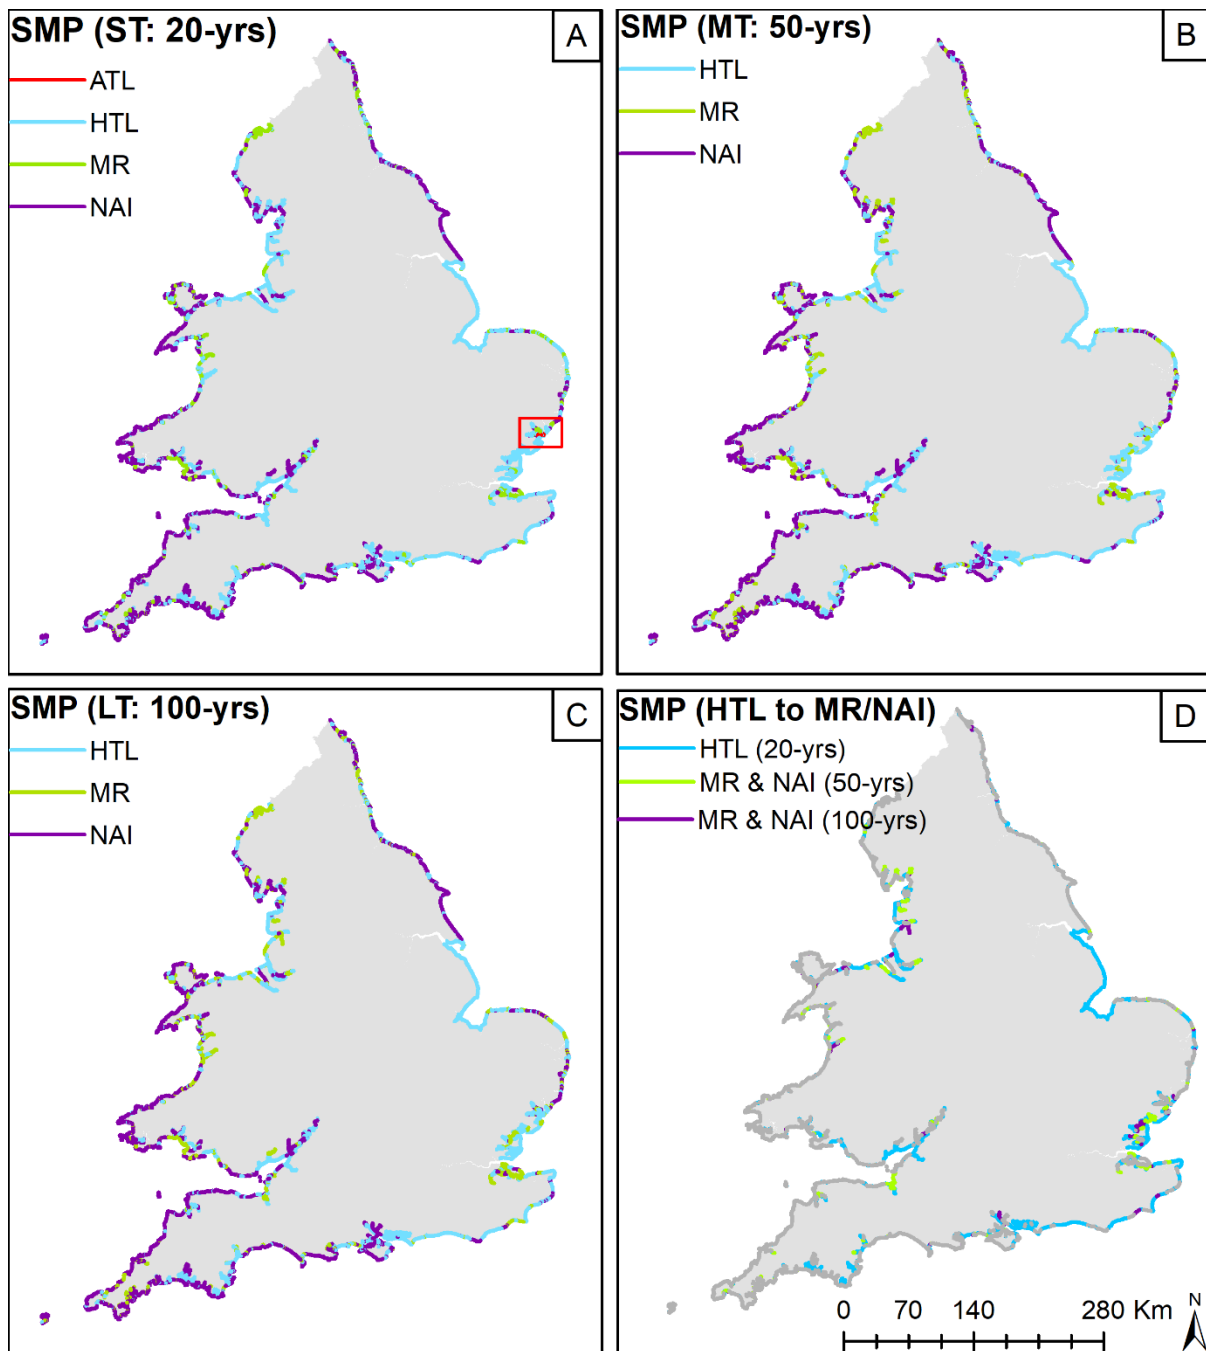 SMP (ST: 20-yrs)
A
ATL
HTL
MR
NAI
SMP (MT: 50-yrs)
B
HTL
MR
NAI
SMP (LT: 100-yrs)
C
HTL
MR
NAI
SMP (HTL to MR/NAI)
D
HTL (20-yrs)
MR & NAI (50-yrs)
MR & NAI (100-yrs)
0 70 140 280 Km
N